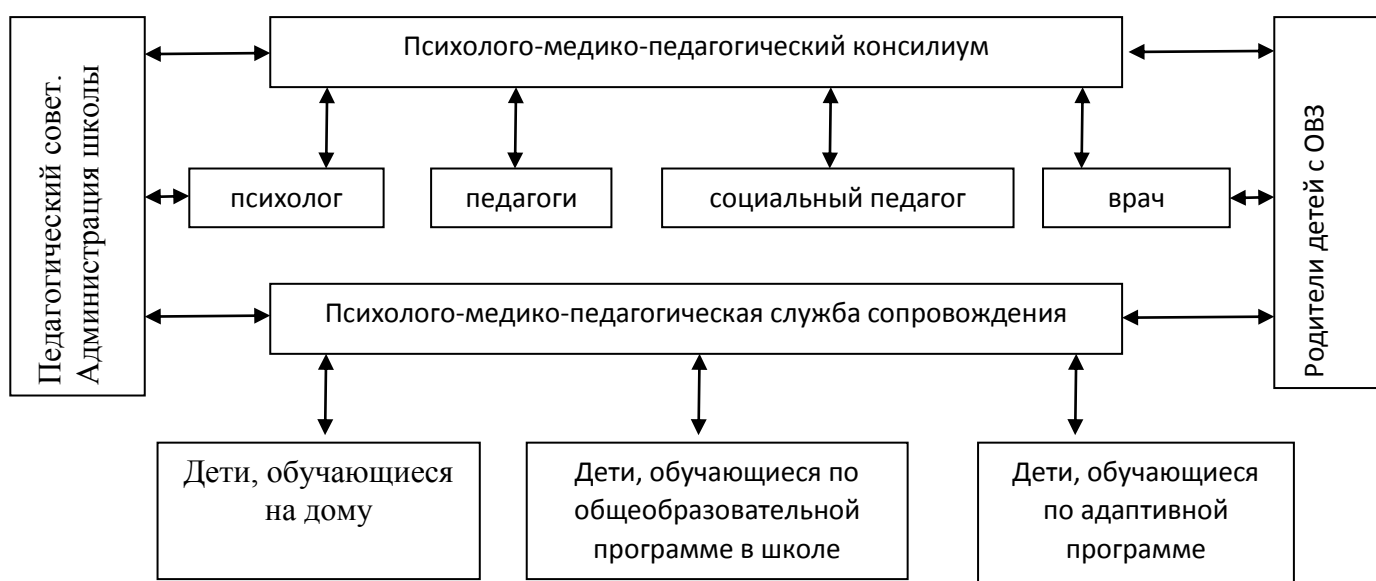 Педагогический совет.
Администрация школы
Психолого-медико-педагогический консилиум
Родители детей с ОВЗ
психолог
педагоги
социальный педагог
врач
Психолого-медико-педагогическая служба сопровождения
Дети, обучающиеся
на дому
Дети, обучающиеся по
общеобразовательной
программе в школе
Дети, обучающиеся
по адаптивной
программе